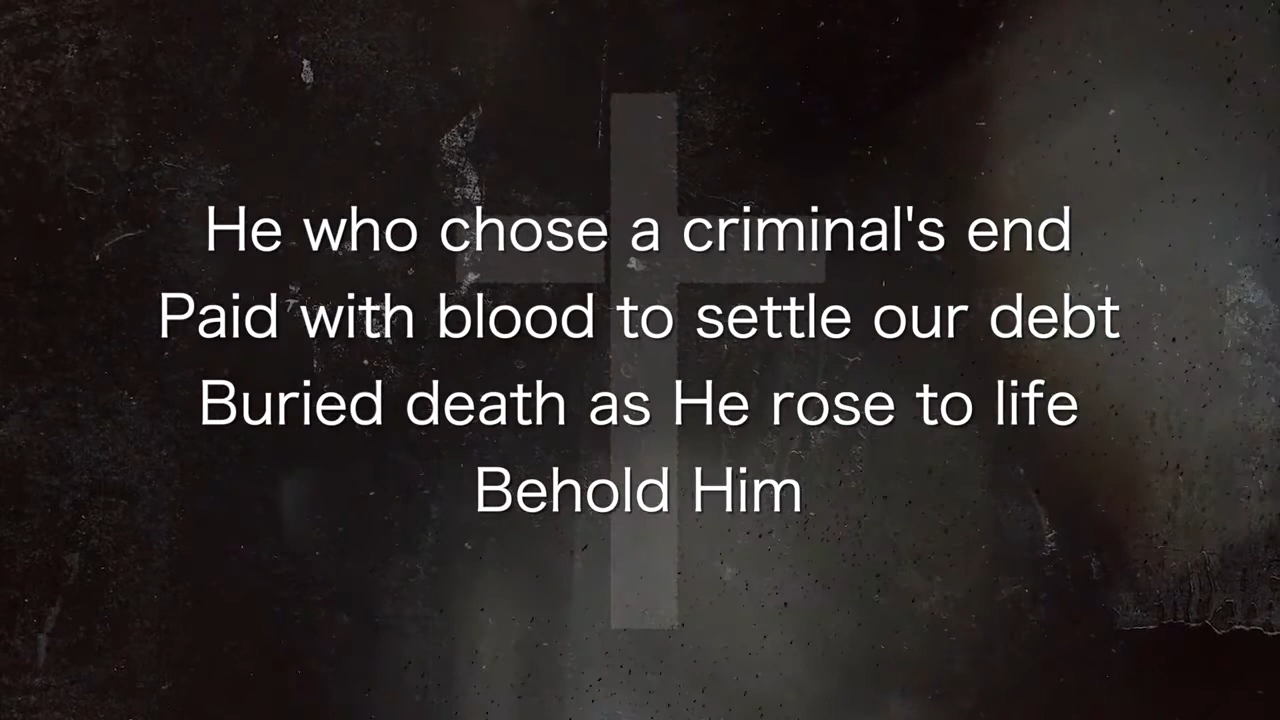 He who chose a criminal's end
Paid with blood to settle our debt
Buried death as He rose to life
Behold Him